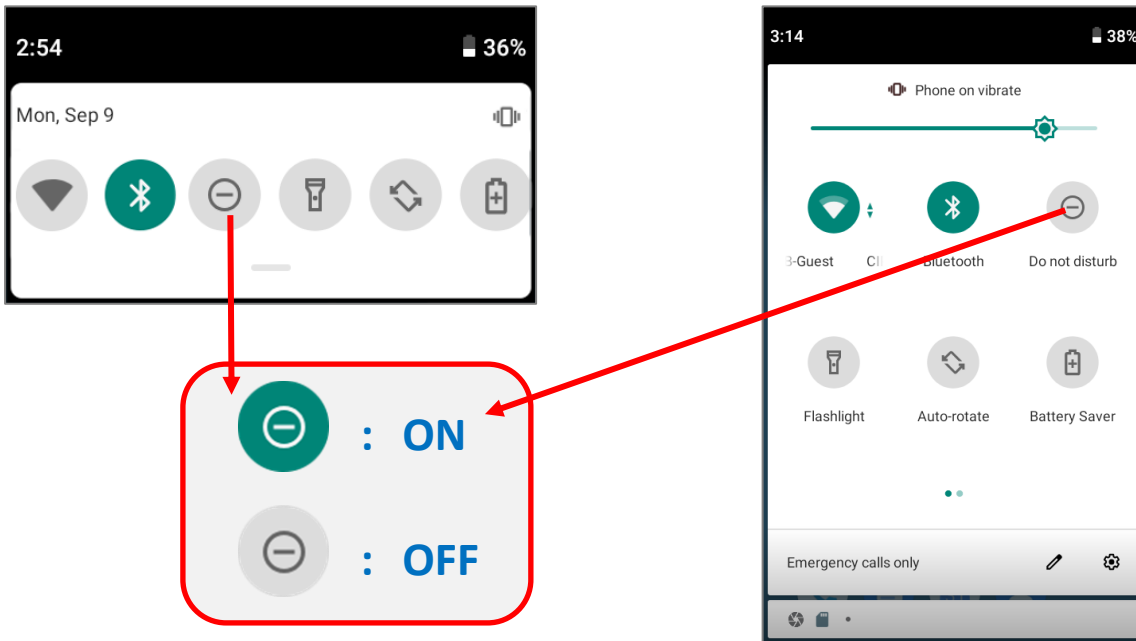 2:54
36%
Mon, Sep 9
: ON
: OFF
3:14
38%
Phone on vibrate
3-Guest
Bluetooth
Do not disturb
Flashlight
Auto-rotate
Battery Saver
Emergency calls only